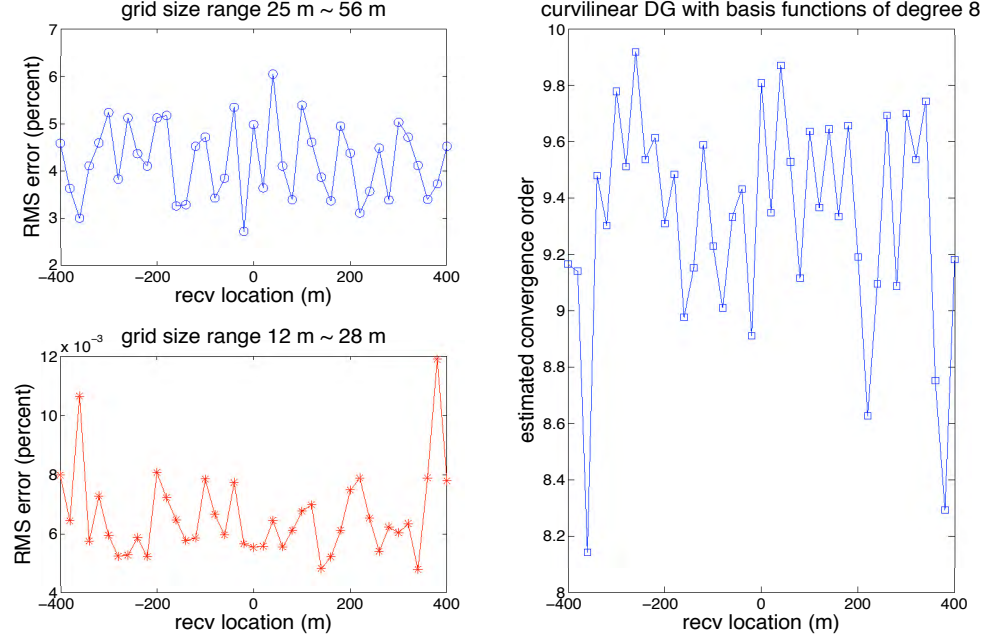 grid size range 25 m ~ 56 m
7
6
5
4
3
2
RMS error (percent)
−400 −200 0 200 400
recv location (m)
grid size range 12 m ~ 28 m
x 10⁻³
12
10
8
6
4
RMS error (percent)
−400 −200 0 200 400
recv location (m)
curvilinear DG with basis functions of degree 8
10
9.8
9.6
9.4
9.2
9
8.8
8.6
8.4
8.2
8
estimated convergence order
−400 −200 0 200 400
recv location (m)